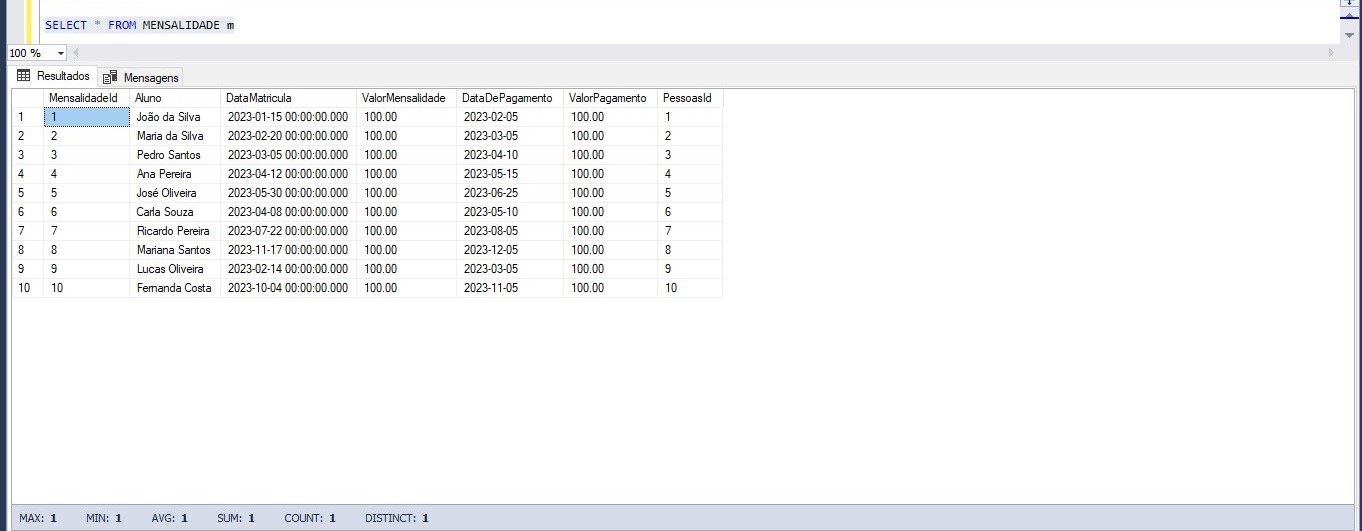 SELECT * FROM MENSALIDADE m
100 %
Resultados Mensagens
MensalidadeId Aluno DataMatricula ValorMensalidade DataDePagamento ValorPagamento PessoasId
1 1 João da Silva 2023-01-15 00:00:00.000 100.00 2023-02-05 100.00 1
2 2 Maria da Silva 2023-02-20 00:00:00.000 100.00 2023-03-05 100.00 2
3 3 Pedro Santos 2023-03-05 00:00:00.000 100.00 2023-04-10 100.00 3
4 4 Ana Pereira 2023-04-12 00:00:00.000 100.00 2023-05-15 100.00 4
5 5 José Oliveira 2023-05-30 00:00:00.000 100.00 2023-06-25 100.00 5
6 6 Carla Souza 2023-04-08 00:00:00.000 100.00 2023-05-10 100.00 6
7 7 Ricardo Pereira 2023-07-22 00:00:00.000 100.00 2023-08-05 100.00 7
8 8 Mariana Santos 2023-11-17 00:00:00.000 100.00 2023-12-05 100.00 8
9 9 Lucas Oliveira 2023-02-14 00:00:00.000 100.00 2023-03-05 100.00 9
10 10 Fernanda Costa 2023-10-04 00:00:00.000 100.00 2023-11-05 100.00 10
MAX: 1 MIN: 1 AVG: 1 SUM: 1 COUNT: 1 DISTINCT: 1